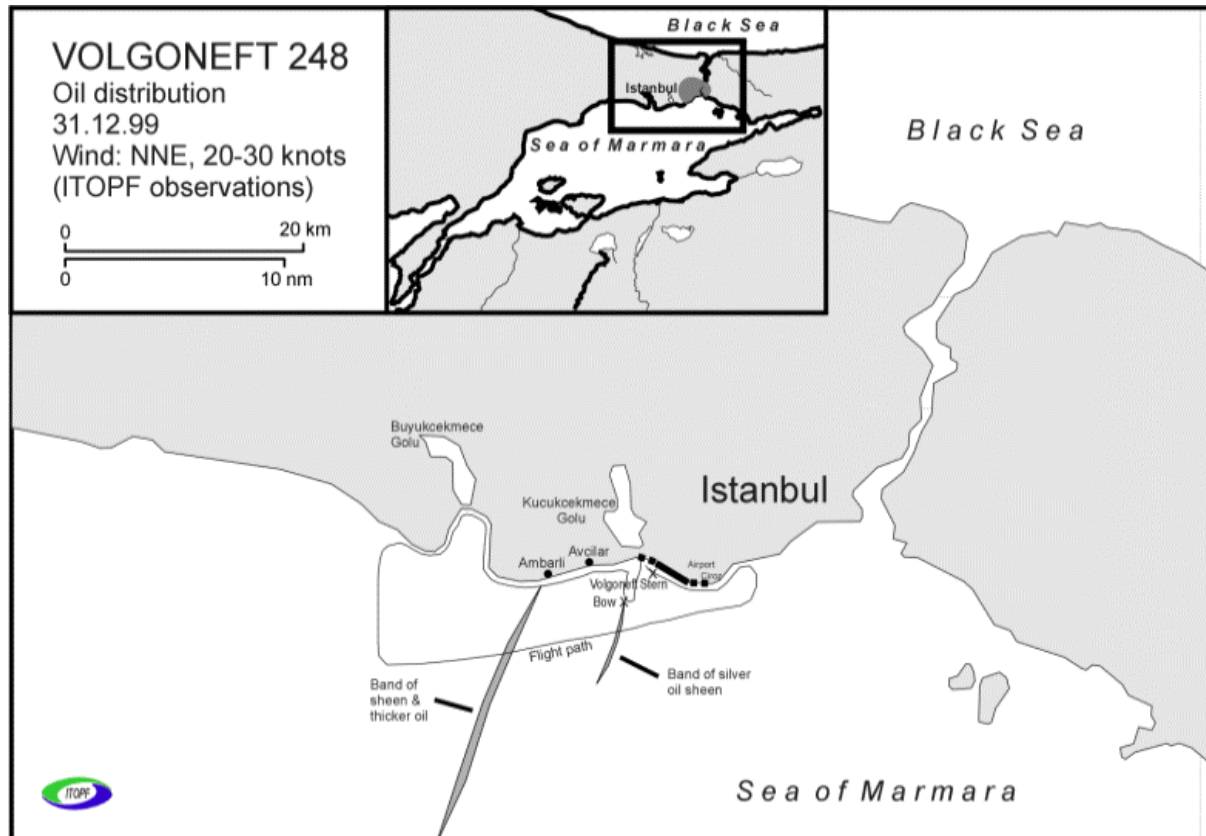 VOLGONEFT 248
Oil distribution
31.12.99
Wind: NNE, 20-30 knots
(ITOPF observations)
0 20 km
0 10 nm
Black Sea
Istanbul
Sea of Marmara
Black Sea
Buyukcekmece
Golu
Kucukcekmece
Golu
Istanbul
Ambarli
Avcilar
Airport
Ciroz
Volgoneft Stern
Bow
Flight path
Band of
sheen &
thicker oil
Band of silver
oil sheen
Sea of Marmara
ITOPF